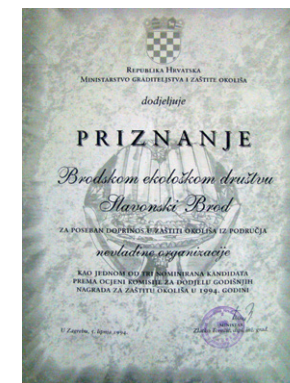 REPUBLIKA HRVATSKA
MINISTARSTVO GRADITELJSTVA I ZAŠTITE OKOLIŠA
dodjeljuje
PRIZNANJE
Brodskom ekološkom društvu
Slavonski Brod
ZA POSEBAN DOPRINOS U ZAŠTITI OKOLIŠA IZ PODRUČJA
nevladine organizacije
KAO JEDNOM OD TRI NOMINIRANA KANDIDATA
PREMA OCJENI KOMISIJE ZA DODJELU GODIŠNJIH
NAGRADA ZA ZAŠTITU OKOLIŠA U 1994. GODINI
U Zagrebu, 5. lipnja 1994.